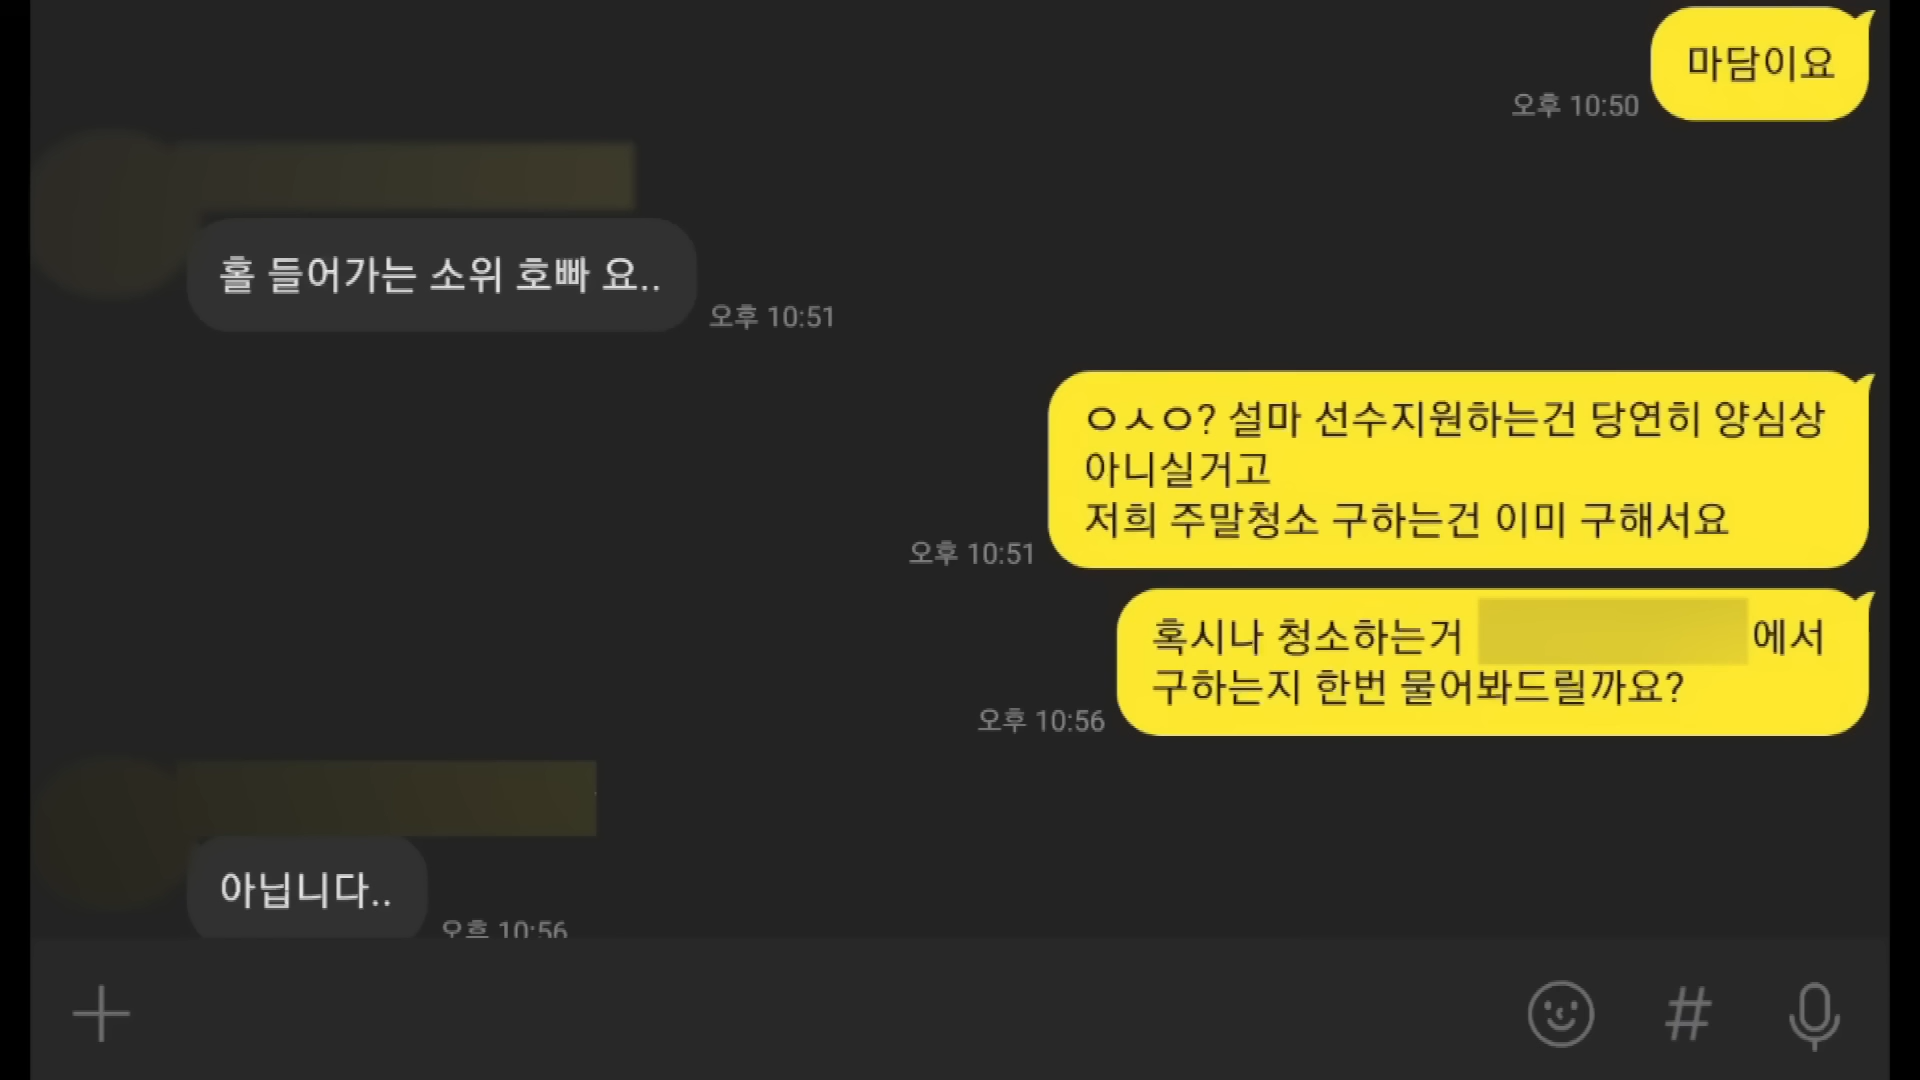 마담이요
오후 10:50
홀 들어가는 소위 호빠 요..
오후 10:51
ㅇㅅㅇ? 설마 선수지원하는건 당연히 양심상
아니실거고
저희 주말청소 구하는건 이미 구해서요
오후 10:51
혹시나 청소하는거 에서
구하는지 한번 물어봐드릴까요?
오후 10:56
아닙니다..
오후 10:56
#